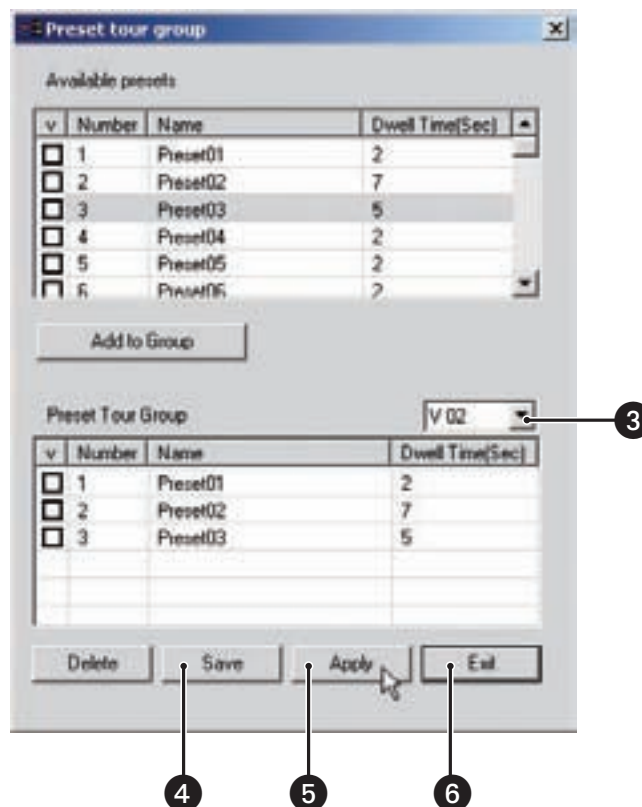 Preset tour group
Available presets
v Number Name Dwell Time(Sec)
1 Preset01 2
2 Preset02 7
3 Preset03 5
4 Preset04 2
5 Preset05 2
6 Preset06 2
Add to Group
Preset Tour Group V 02 3
v Number Name Dwell Time(Sec)
1 Preset01 2
2 Preset02 7
3 Preset03 5
Delete Save Apply Exit
4 5 6